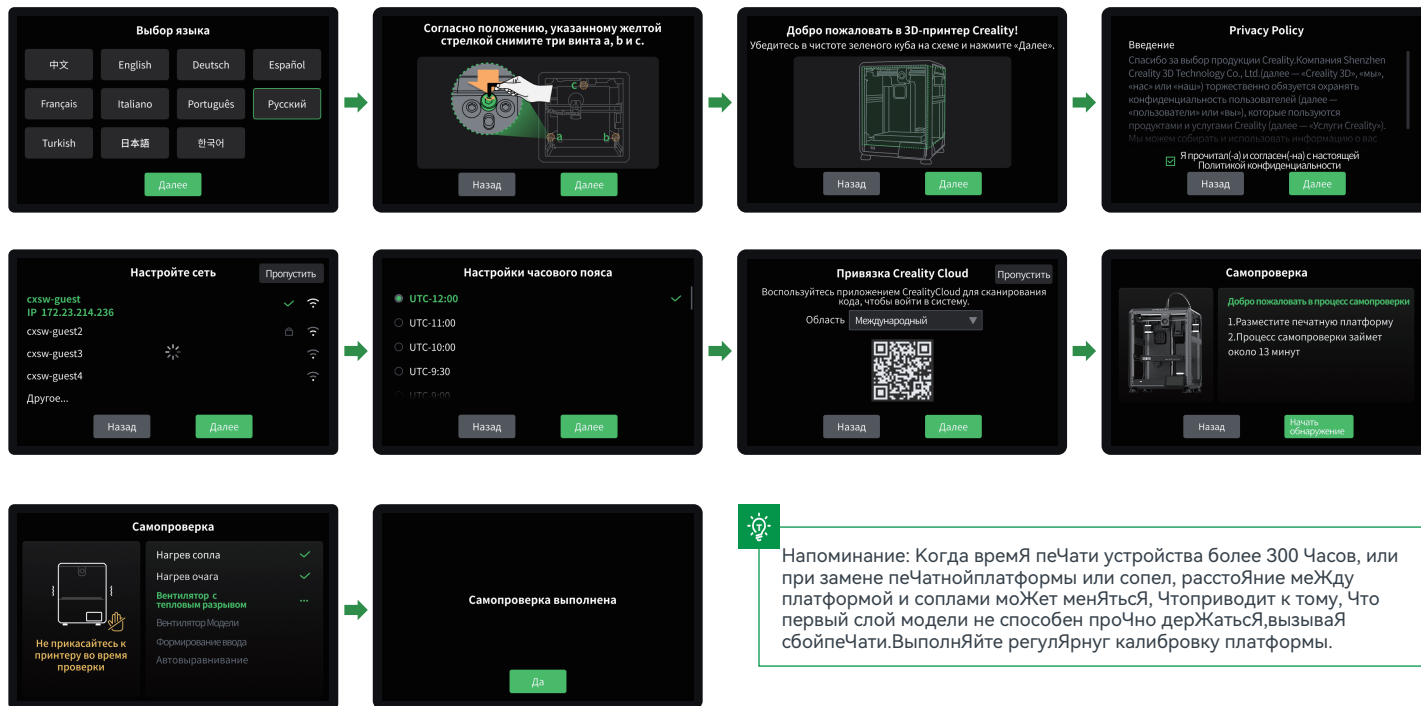 Выбор языка
中文 English Deutsch Español
Français Italiano Português Русский
Turkish 日本語 한국어
Далее
Согласно положению, указанному желтой
стрелкой снимите три винта a, b и c.
c
a b
Назад Далее
Добро пожаловать в 3D-принтер Creality!
Убедитесь в чистоте зеленого куба на схеме и нажмите «Далее».
Назад Далее
Privacy Policy
Введение
Спасибо за выбор продукции Creality.Компания Shenzhen
Creality 3D Technology Co., Ltd.(далее — «Creality 3D», «мы»,
«нас» или «наш») торжественно обязуется охранять
конфиденциальность пользователей (далее —
«пользователи» или «вы»), которые пользуются
продуктами и услугами Creality (далее — «Услуги Creality»).
Мы можем собирать и использовать информацию о вас
Я прочитал(-а) и согласен(-на) с настоящей
Политикой конфиденциальности
Назад Далее
Настройте сеть Пропустить
cxsw-guest
IP 172.23.214.236
cxsw-guest2
cxsw-guest3
cxsw-guest4
Другое...
Назад Далее
Настройки часового пояса
UTC-12:00
UTC-11:00
UTC-10:00
UTC-9:30
UTC-9:00
Назад Далее
Привязка Creality Cloud Пропустить
Воспользуйтесь приложением CrealityCloud для сканирования
кода, чтобы войти в систему.
Область Международный
Назад Далее
Самопроверка
Добро пожаловать в процесс самопроверки
1.Разместите печатную платформу
2.Процесс самопроверки займет
около 13 минут
Назад
Начать
обнаружение
Самопроверка
Не прикасайтесь к
принтеру во время
проверки
Нагрев сопла
Нагрев очага
Вентилятор с
тепловым разрывом
...
Вентилятор Модели
Формирование ввода
Автовыравнивание
Самопроверка выполнена
Да
Напоминание: Когда времЯ пеЧати устройства более 300 Часов, или
при замене пеЧатнойплатформы или сопел, расстоЯние меЖду
платформой и соплами моЖет менЯтьсЯ, Чтоприводит к тому, Что
первый слой модели не способен проЧно дерЖатьсЯ,вызываЯ
сбойпеЧати.ВыполнЯйте регулЯрнуг калибровку платформы.